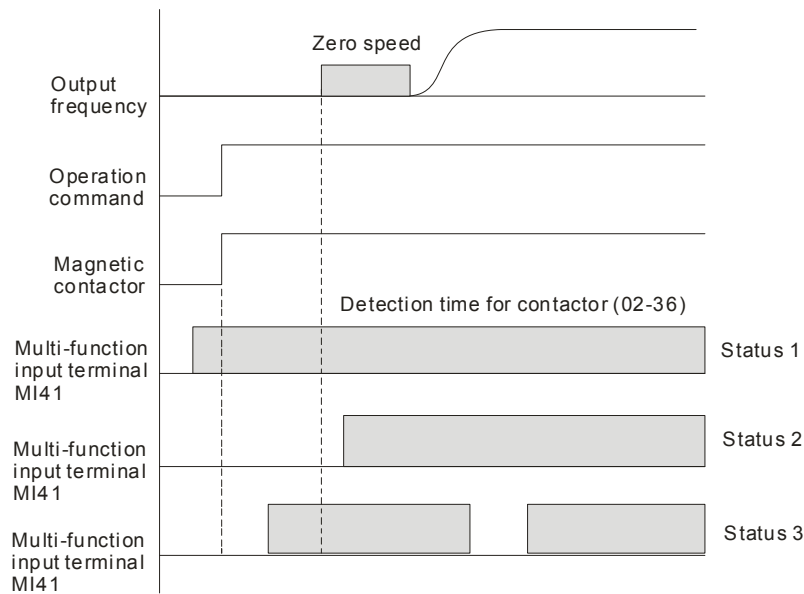 Zero speed
Output
frequency
Operation
command
Magnetic
contactor
Detection time for contactor (02-36)
Multi-function
input terminal
MI41
Status 1
Multi-function
input terminal
MI41
Status 2
Multi-function
input terminal
MI41
Status 3